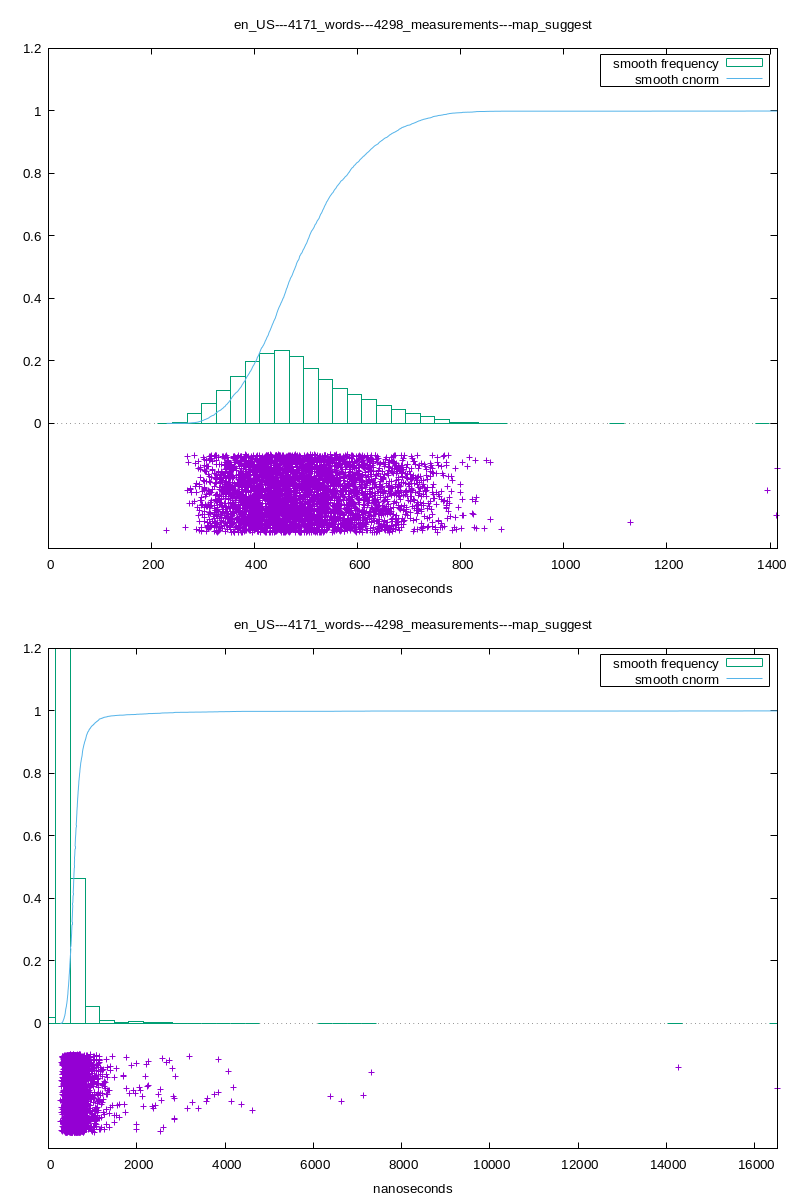 en_US---4171_words---4298_measurements---map_suggest
1.2
smooth frequency
smooth cnorm
1
0.8
0.6
0.4
0.2
0
0 200 400 600 800 1000 1200 1400
nanoseconds
en_US---4171_words---4298_measurements---map_suggest
1.2
smooth frequency
smooth cnorm
1
0.8
0.6
0.4
0.2
0
0 2000 4000 6000 8000 10000 12000 14000 16000
nanoseconds